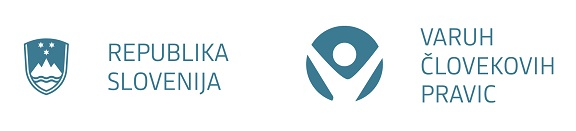 REPUBLIKA
SLOVENIJA
VARUH
ČLOVEKOVIH
PRAVIC